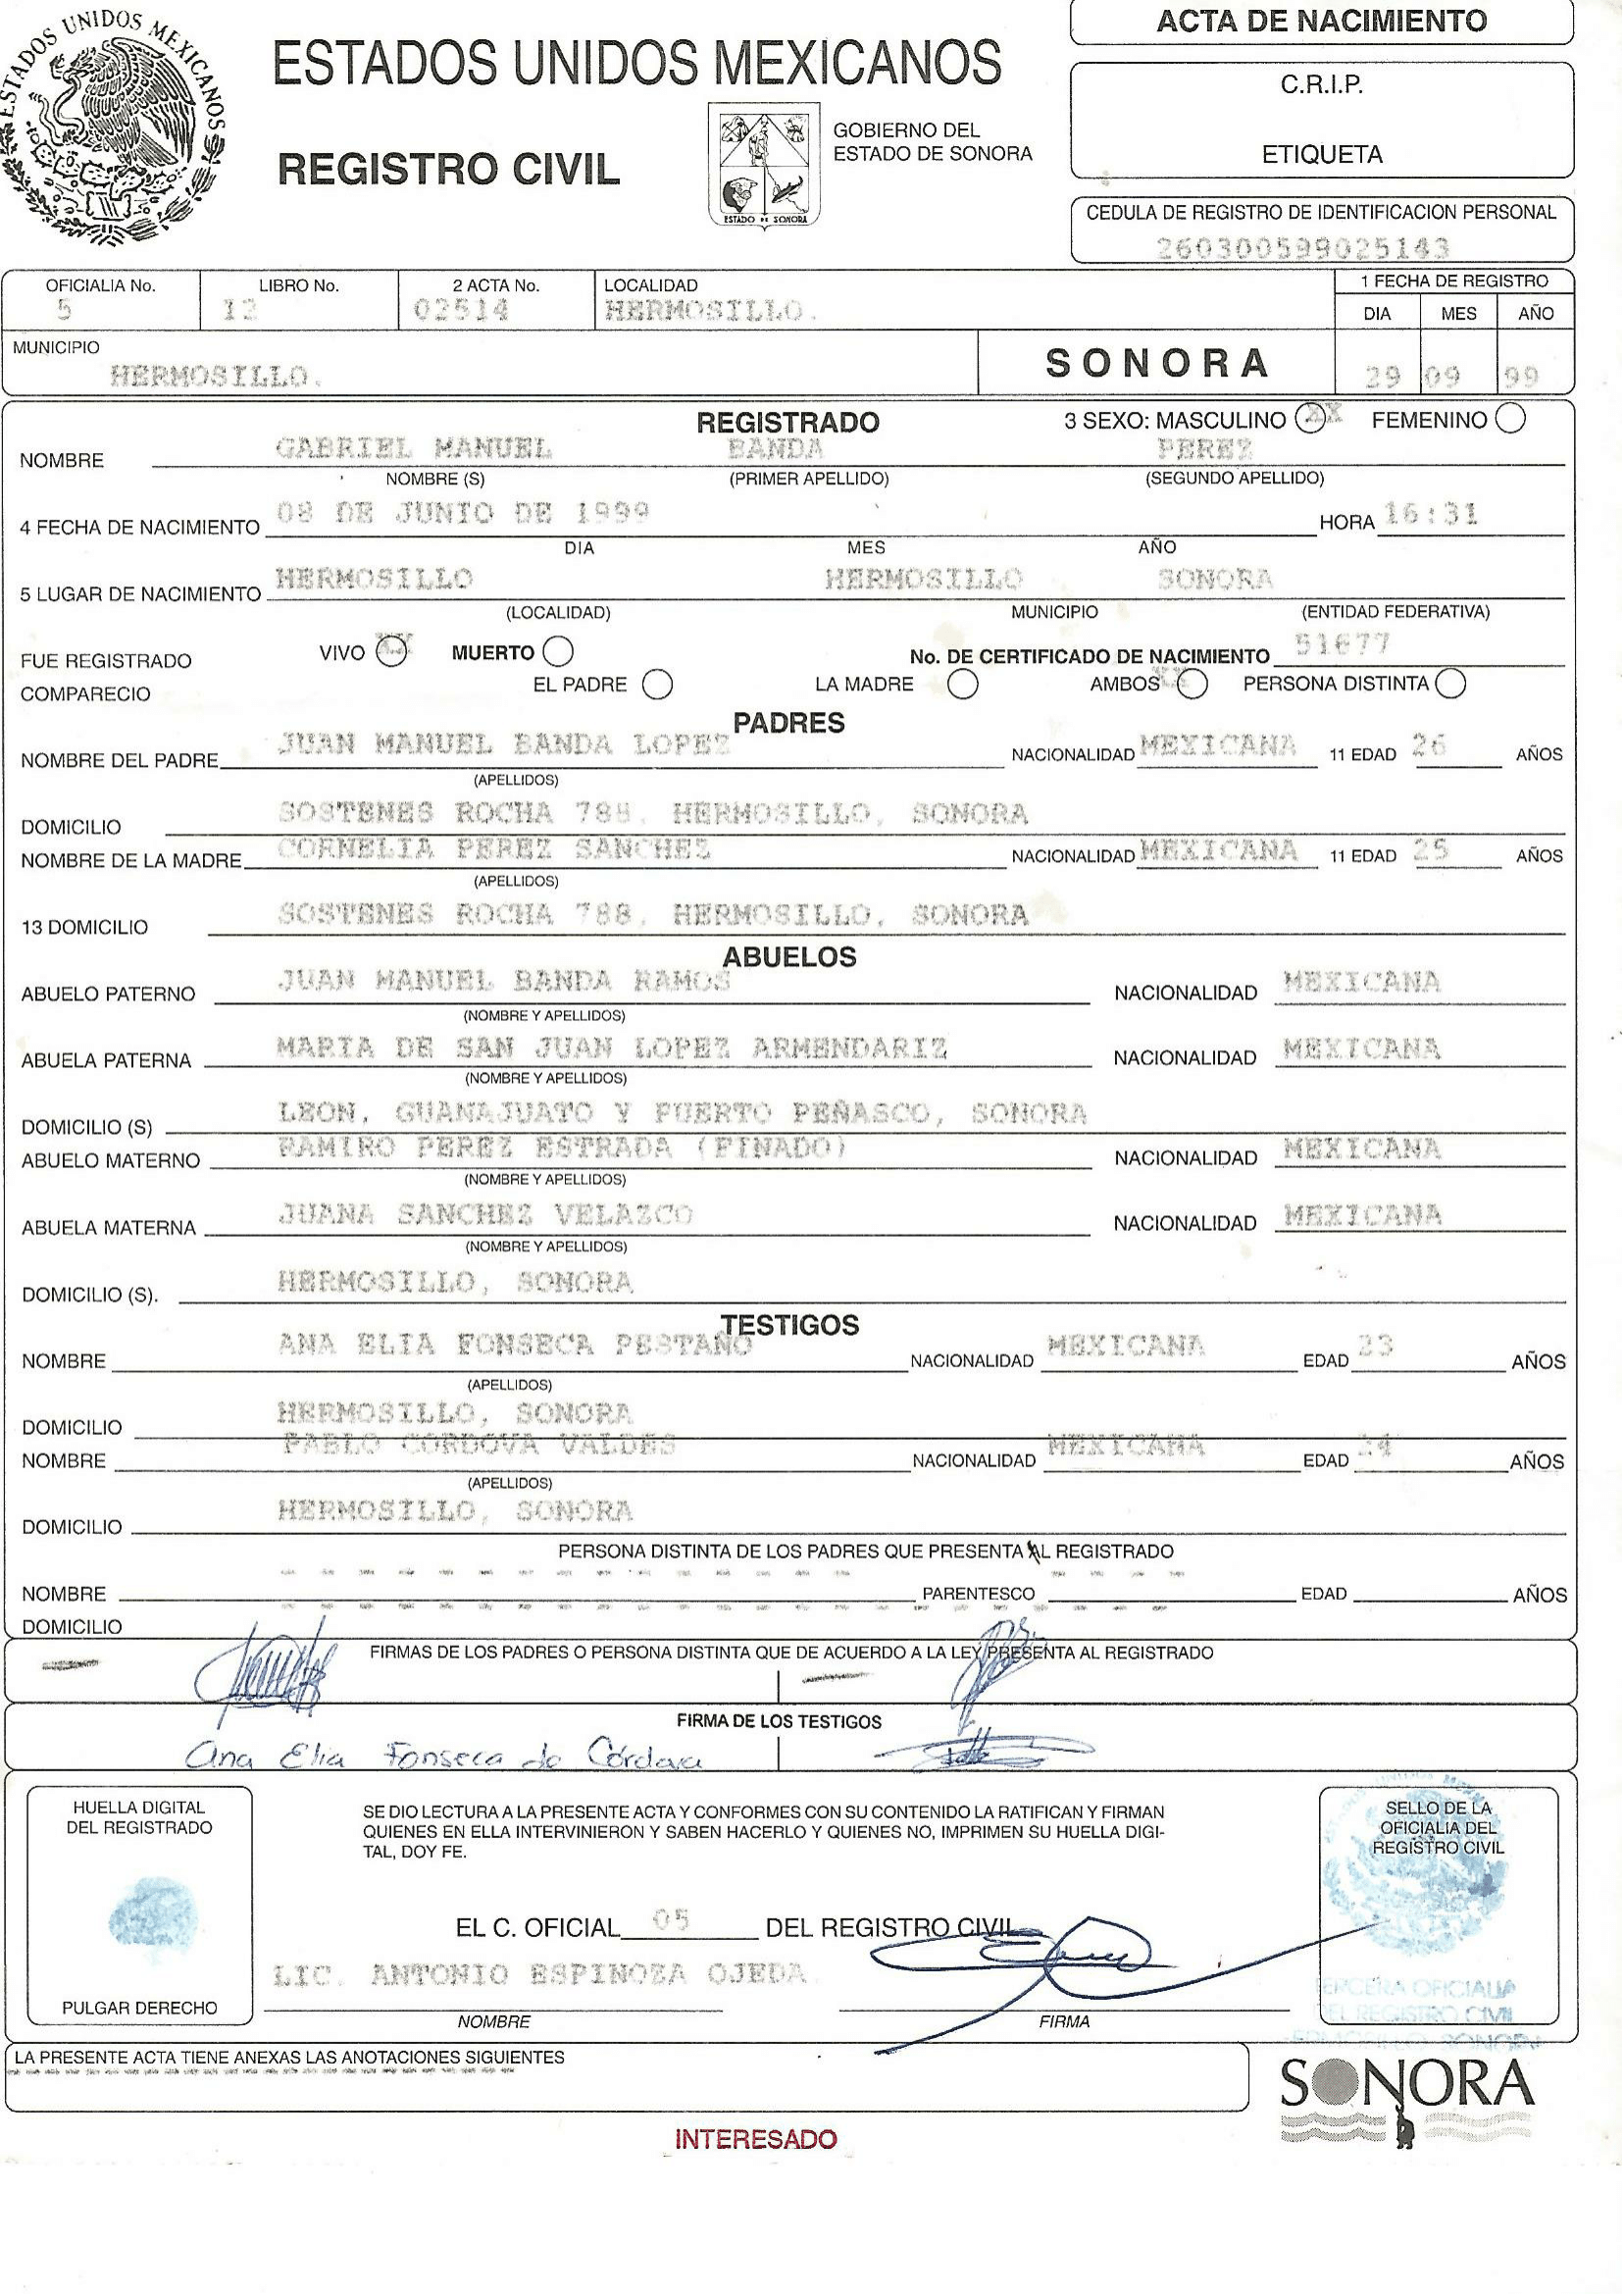 ESTADOS UNIDOS MEXICANOS
ESTADOS UNIDOS MEXICANOS
REGISTRO CIVIL
ESTADO DE SONORA
GOBIERNO DEL
ESTADO DE SONORA
ACTA DE NACIMIENTO
C.R.I.P.
ETIQUETA
CEDULA DE REGISTRO DE IDENTIFICACION PERSONAL
260300599025143
OFICIALIA No. LIBRO No. 2 ACTA No. LOCALIDAD 1 FECHA DE REGISTRO
5 12 02514 HERMOSILLO. DIA MES AÑO
MUNICIPIO
HERMOSILLO. SONORA 29 09 99
REGISTRADO 3 SEXO: MASCULINO XX FEMENINO
NOMBRE GABRIEL MANUEL BANDA PEREZ
NOMBRE (S) (PRIMER APELLIDO) (SEGUNDO APELLIDO)
4 FECHA DE NACIMIENTO 08 DE JUNIO DE 1999 HORA 16:31
DIA MES AÑO
5 LUGAR DE NACIMIENTO HERMOSILLO HERMOSILLO SONORA
(LOCALIDAD) MUNICIPIO (ENTIDAD FEDERATIVA)
FUE REGISTRADO VIVO XX MUERTO No. DE CERTIFICADO DE NACIMIENTO 51677
COMPARECIO EL PADRE LA MADRE AMBOS XX PERSONA DISTINTA
PADRES
NOMBRE DEL PADRE JUAN MANUEL BANDA LOPEZ NACIONALIDAD MEXICANA 11 EDAD 26 AÑOS
(APELLIDOS)
DOMICILIO SOSTENES ROCHA 788, HERMOSILLO, SONORA
NOMBRE DE LA MADRE CORNELIA PEREZ SANCHEZ NACIONALIDAD MEXICANA 11 EDAD 25 AÑOS
(APELLIDOS)
13 DOMICILIO SOSTENES ROCHA 788, HERMOSILLO, SONORA
ABUELOS
ABUELO PATERNO JUAN MANUEL BANDA RAMOS NACIONALIDAD MEXICANA
(NOMBRE Y APELLIDOS)
ABUELA PATERNA MARIA DE SAN JUAN LOPEZ ARMENDARIZ NACIONALIDAD MEXICANA
(NOMBRE Y APELLIDOS)
DOMICILIO (S) LEON, GUANAJUATO Y PUERTO PEÑASCO, SONORA
ABUELO MATERNO RAMIRO PEREZ ESTRADA (FINADO) NACIONALIDAD MEXICANA
(NOMBRE Y APELLIDOS)
ABUELA MATERNA JUANA SANCHEZ VELAZCO NACIONALIDAD MEXICANA
(NOMBRE Y APELLIDOS)
DOMICILIO (S). HERMOSILLO, SONORA
TESTIGOS
NOMBRE ANA ELIA FONSECA PESTAÑO NACIONALIDAD MEXICANA EDAD 23 AÑOS
(APELLIDOS)
DOMICILIO HERMOSILLO, SONORA
NOMBRE PABLO CORDOVA VALDES NACIONALIDAD MEXICANA EDAD 24 AÑOS
(APELLIDOS)
DOMICILIO HERMOSILLO, SONORA
PERSONA DISTINTA DE LOS PADRES QUE PRESENTA AL REGISTRADO
NOMBRE PARENTESCO EDAD AÑOS
DOMICILIO
FIRMAS DE LOS PADRES O PERSONA DISTINTA QUE DE ACUERDO A LA LEY PRESENTA AL REGISTRADO
FIRMA DE LOS TESTIGOS
Ana Elia Fonseca de Córdova
HUELLA DIGITAL
DEL REGISTRADO
PULGAR DERECHO
SE DIO LECTURA A LA PRESENTE ACTA Y CONFORMES CON SU CONTENIDO LA RATIFICAN Y FIRMAN
QUIENES EN ELLA INTERVINIERON Y SABEN HACERLO Y QUIENES NO, IMPRIMEN SU HUELLA DIGI-
TAL, DOY FE.
EL C. OFICIAL 05 DEL REGISTRO CIVIL
LIC. ANTONIO ESPINOZA OJEDA.
NOMBRE FIRMA
SELLO DE LA
OFICIALIA DEL
REGISTRO CIVIL
TERCERA OFICIALIA
DEL REGISTRO CIVIL
HERMOSILLO, SONORA
LA PRESENTE ACTA TIENE ANEXAS LAS ANOTACIONES SIGUIENTES
SONORA
INTERESADO